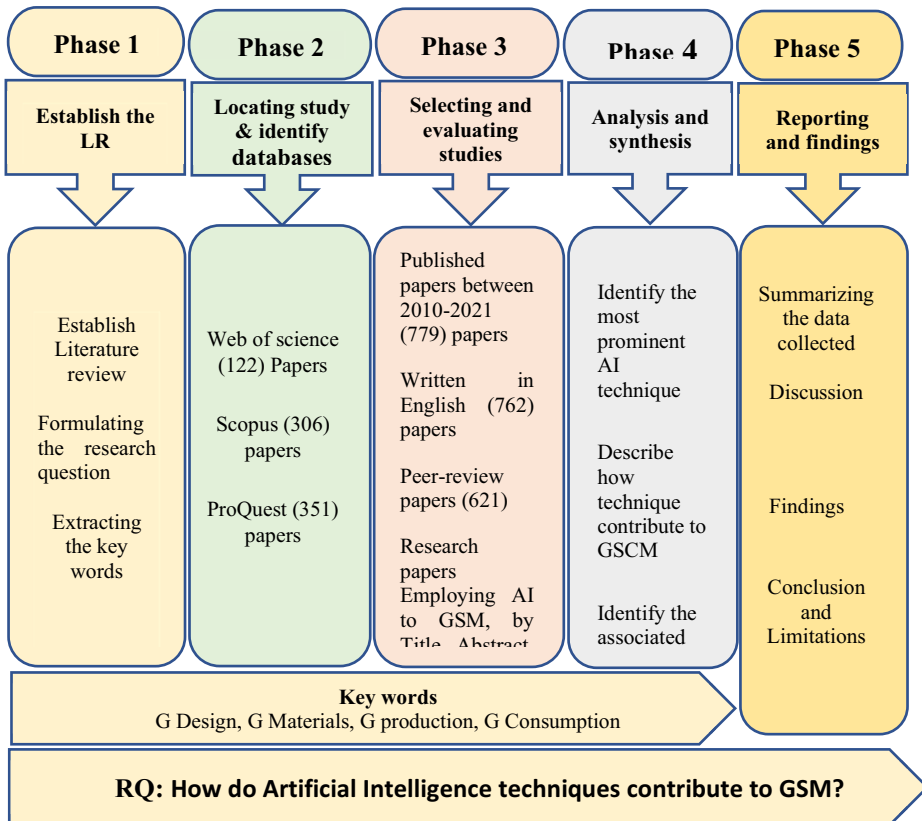 Phase 1
Establish the
LR
Establish
Literature
review
Formulating
the research
question
Extracting
the key
words
Phase 2
Locating study
& identify
databases
Web of science
(122) Papers
Scopus (306)
papers
ProQuest (351)
papers
Phase 3
Selecting and
evaluating
studies
Published
papers between
2010-2021
(779) papers
Written in
English (762)
papers
Peer-review
papers (621)
Research
papers
Employing AI
to GSM, by
Title Abstract
Phase 4
Analysis and
synthesis
Identify the
most
prominent
AI
technique
Describe
how
technique
contribute to
GSCM
Identify the
associated
Phase 5
Reporting
and findings
Summarizing
the data
collected
Discussion
Findings
Conclusion
and
Limitations
Key words
G Design, G Materials, G production, G Consumption
RQ: How do Artificial Intelligence techniques contribute to GSM?